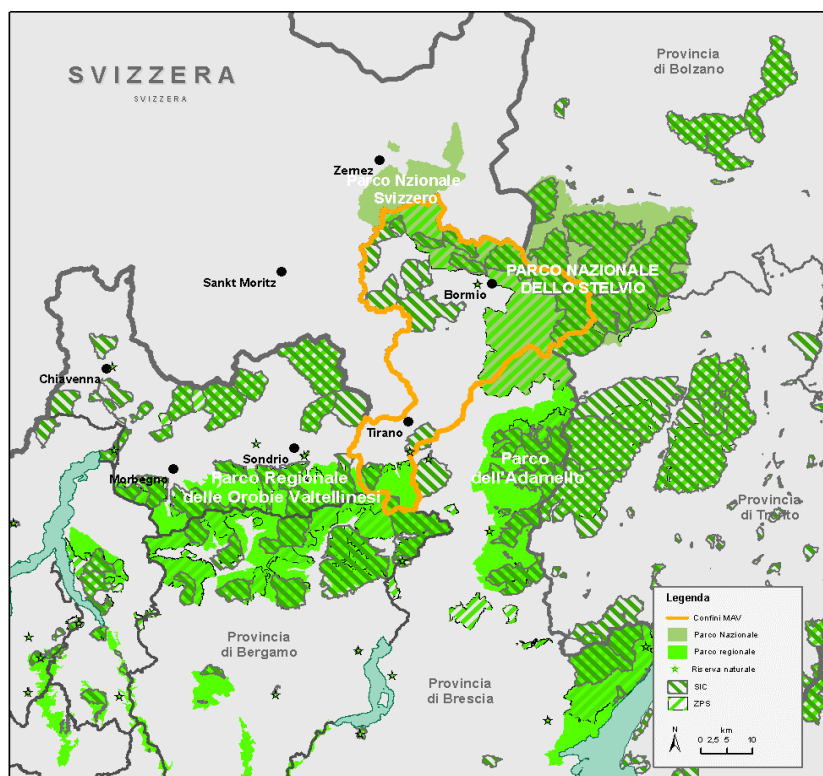 SVIZZERA
SVIZZERA
Provincia
di Bolzano
Zernez
Parco Nzionale
Svizzero
Sankt Moritz
PARCO NAZIONALE
DELLO STELVIO
Bormio
Chiavenna
Tirano
Sondrio
Morbegno
Parco Regionale
delle Orobie Valtellinesi
Parco
dell'Adamello
Provincia
di Trento
Provincia
di Bergamo
Provincia
di Brescia
Legenda
Confini MAV
Parco Nazionale
Parco regionale
Riserva naturale
SIC
ZPS
N
km
0 2,5 5 10